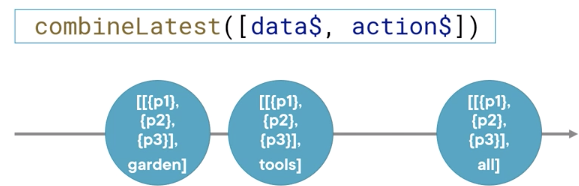 combineLatest([data$, action$])
[[{p1},
{p2},
{p3}],
garden]
[[{p1},
{p2},
{p3}],
tools]
[[{p1},
{p2},
{p3}],
all]